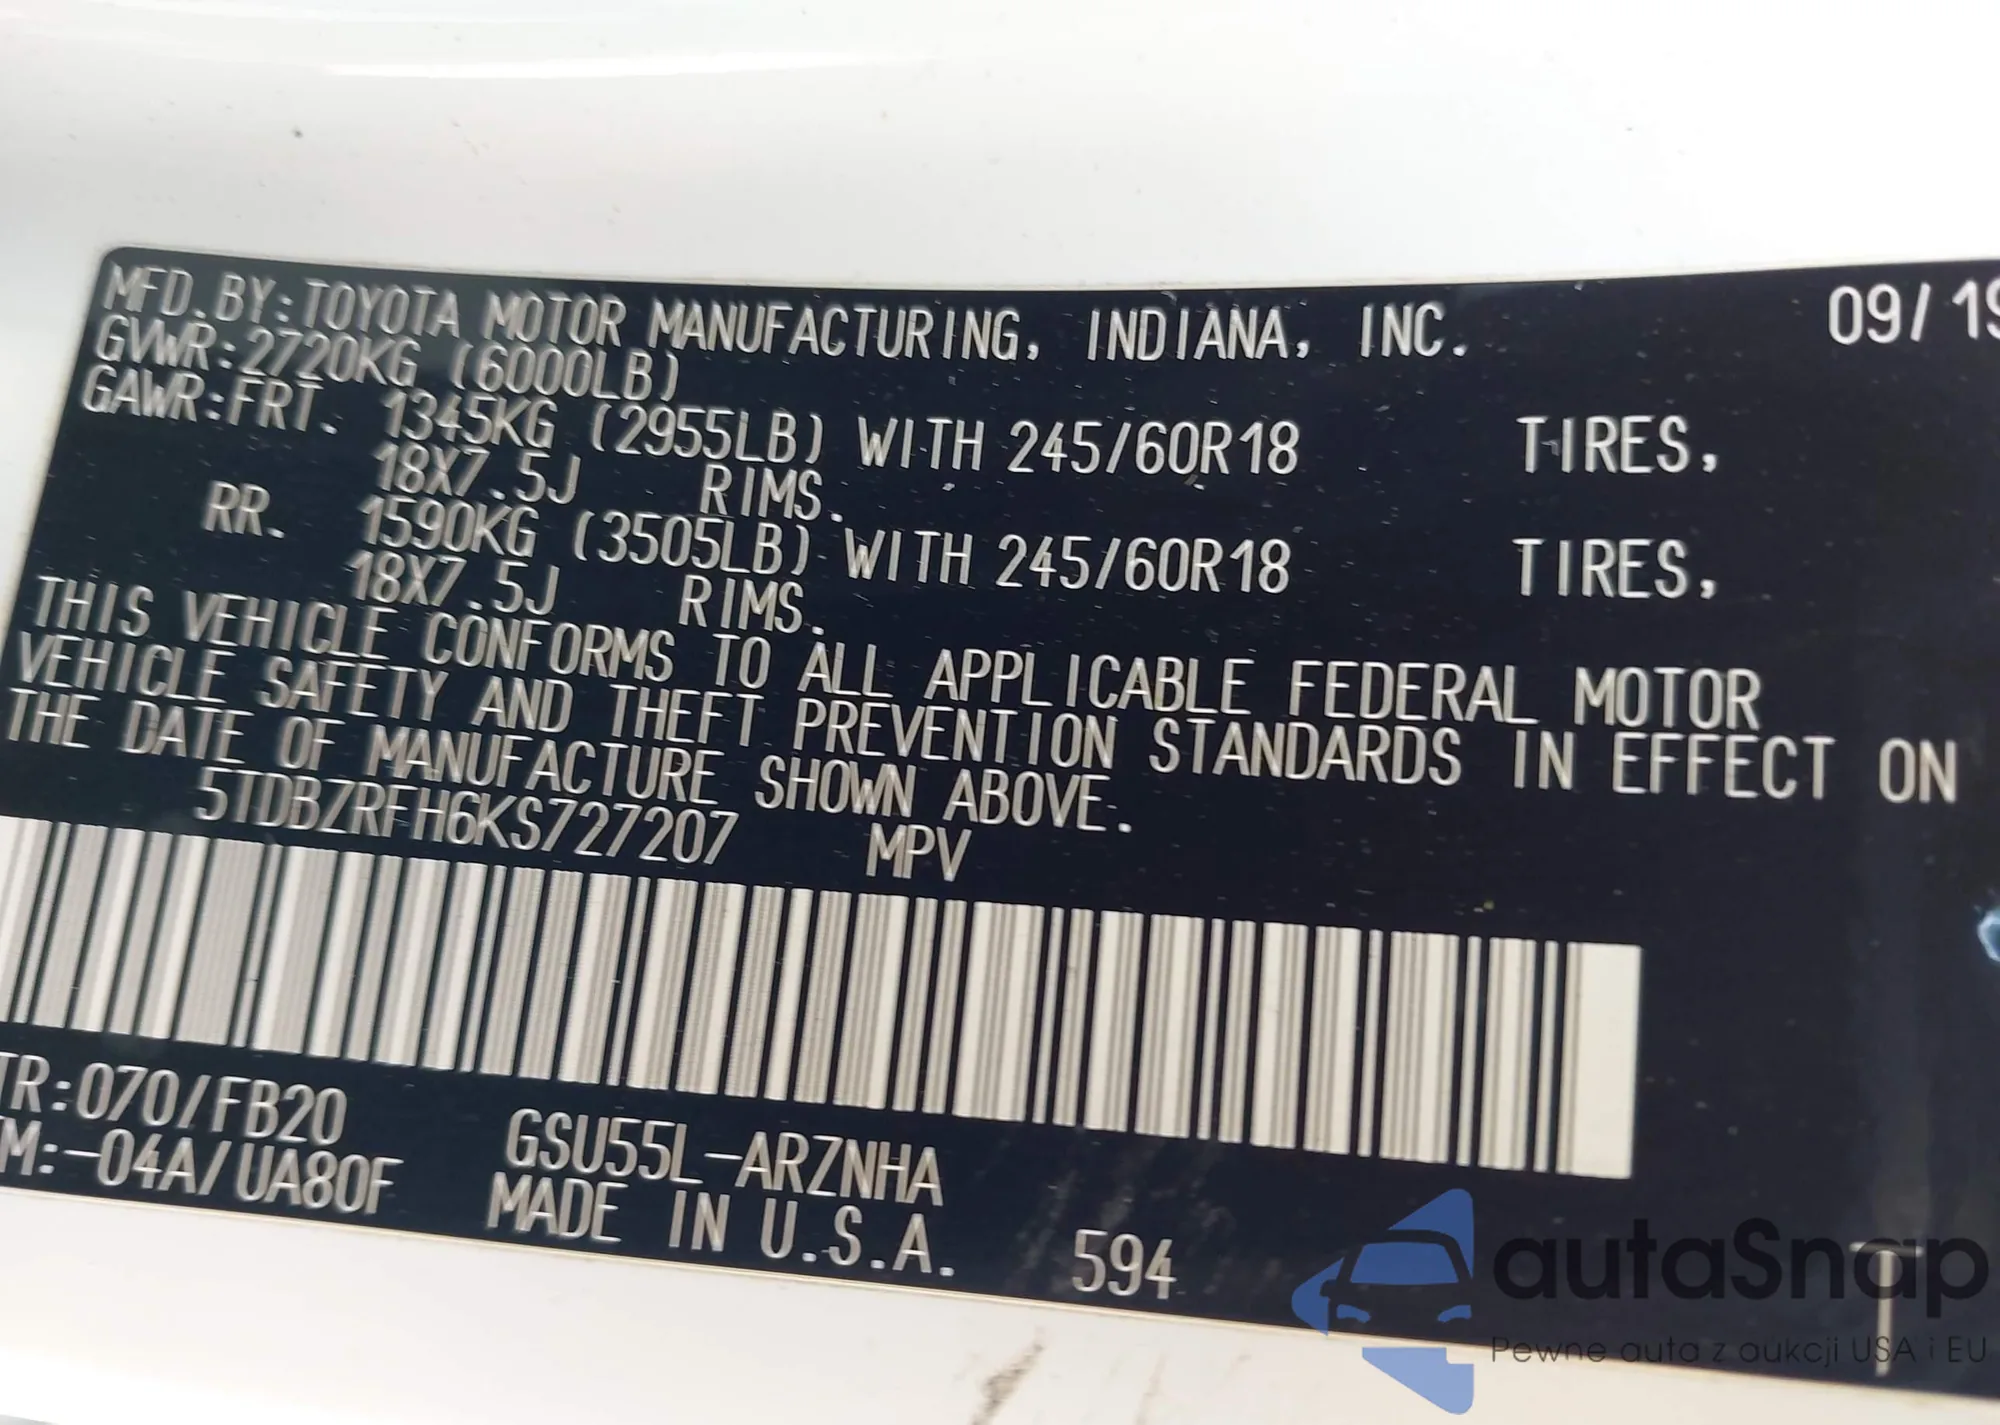 MFD.BY:TOYOTA MOTOR MANUFACTURING, INDIANA, INC. 09/19
GVWR:2720KG (6000LB)
GAWR:FRT. 1345KG (2955LB) WITH 245/60R18 TIRES,
18X7.5J RIMS.
RR. 1590KG (3505LB) WITH 245/60R18 TIRES,
18X7.5J RIMS.
THIS VEHICLE CONFORMS TO ALL APPLICABLE FEDERAL MOTOR
VEHICLE SAFETY AND THEFT PREVENTION STANDARDS IN EFFECT ON
THE DATE OF MANUFACTURE SHOWN ABOVE.
5TDBZRFH6KS727207 MPV
TR:070/FB20 GSU55L-ARZNHA
TM:-04A/UA80F MADE IN U.S.A. 594
T
autaSnap
Pewne auta z aukcji USA i EU